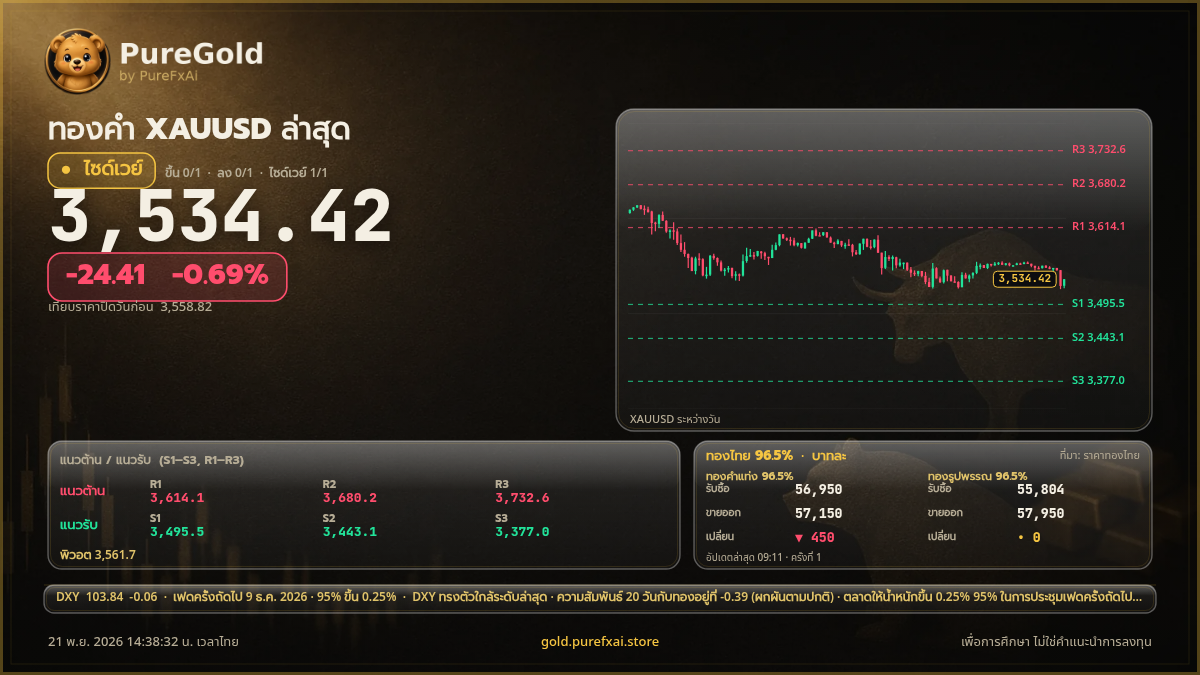 PureGold
by PureFxAi
ทองคำ XAUUSD ล่าสุด
• ไซด์เวย์
ขึ้น 0/1 · ลง 0/1 · ไซด์เวย์ 1/1
3,534.42
-24.41 -0.69%
เทียบราคาปิดวันก่อน 3,558.82
R3 3,732.6
R2 3,680.2
R1 3,614.1
3,534.42
S1 3,495.5
S2 3,443.1
S3 3,377.0
XAUUSD ระหว่างวัน
แนวต้าน / แนวรับ (S1–S3, R1–R3)
R1 R2 R3
แนวต้าน 3,614.1 3,680.2 3,732.6
S1 S2 S3
แนวรับ 3,495.5 3,443.1 3,377.0
พิวอต 3,561.7
ทองไทย 96.5% · บาทละ
ที่มา: ราคาทองไทย
ทองคำแท่ง 96.5% ทองรูปพรรณ 96.5%
รับซื้อ 56,950 รับซื้อ 55,804
ขายออก 57,150 ขายออก 57,950
เปลี่ยน ▼ 450 เปลี่ยน • 0
อัปเดตล่าสุด 09:11 · ครั้งที่ 1
DXY 103.84 -0.06 · เฟดครั้งถัดไป 9 ธ.ค. 2026 · 95% ขึ้น 0.25% · DXY ทรงตัวใกล้ระดับล่าสุด · ความสัมพันธ์ 20 วันกับทองอยู่ที่ -0.39 (ผกผันตามปกติ) · ตลาดให้น้ำหนักขึ้น 0.25% 95% ในการประชุมเฟดครั้งถัดไป...
21 พ.ย. 2026 14:38:32 น. เวลาไทย
gold.purefxai.store
เพื่อการศึกษา ไม่ใช่คำแนะนำการลงทุน